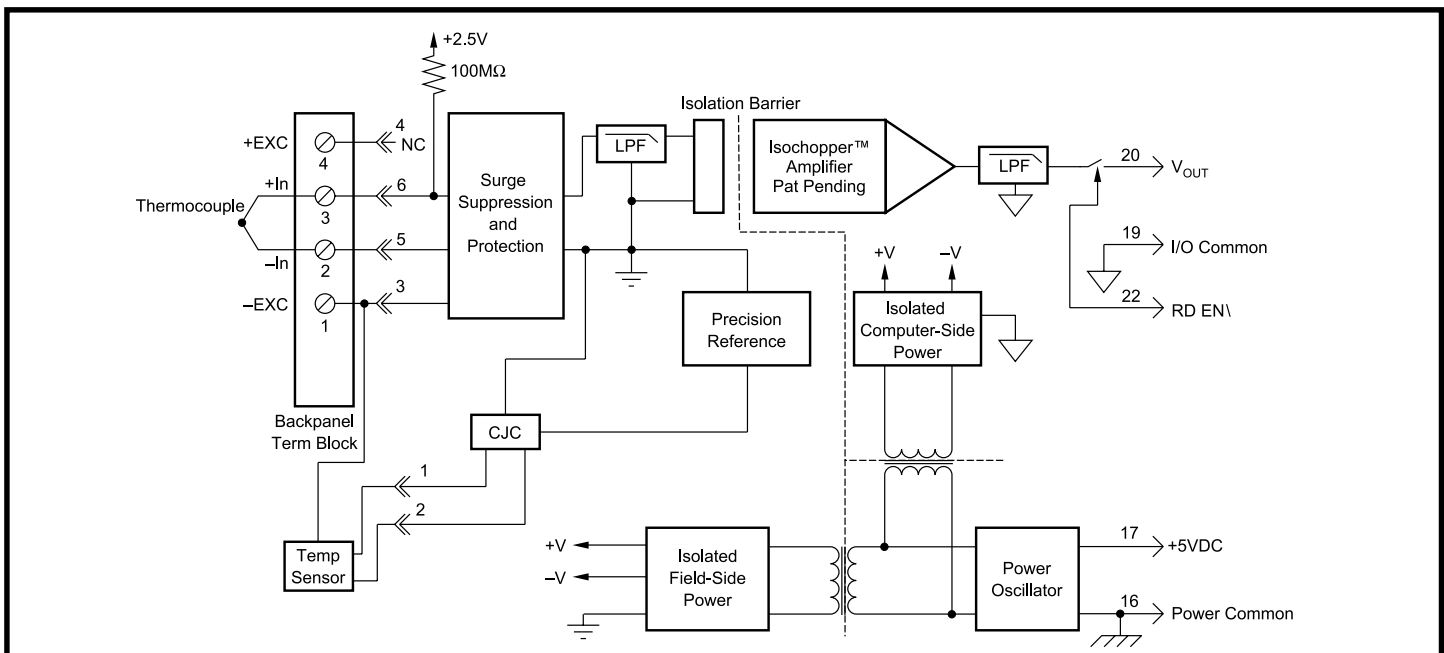 +2.5V
100MΩ
Isolation Barrier
+EXC
4
4
NC
LPF
Isochopper™
Amplifier
Pat Pending
LPF
20
V_OUT
+In
3
6
Thermocouple
Surge
Suppression
and
Protection
–In
2
5
19
I/O Common
+V
–V
–EXC
1
3
Precision
Reference
Isolated
Computer-Side
Power
22
RD EN\
Backpanel
Term Block
CJC
1
2
Temp
Sensor
+V
–V
Isolated
Field-Side
Power
Power
Oscillator
17
+5VDC
16
Power Common